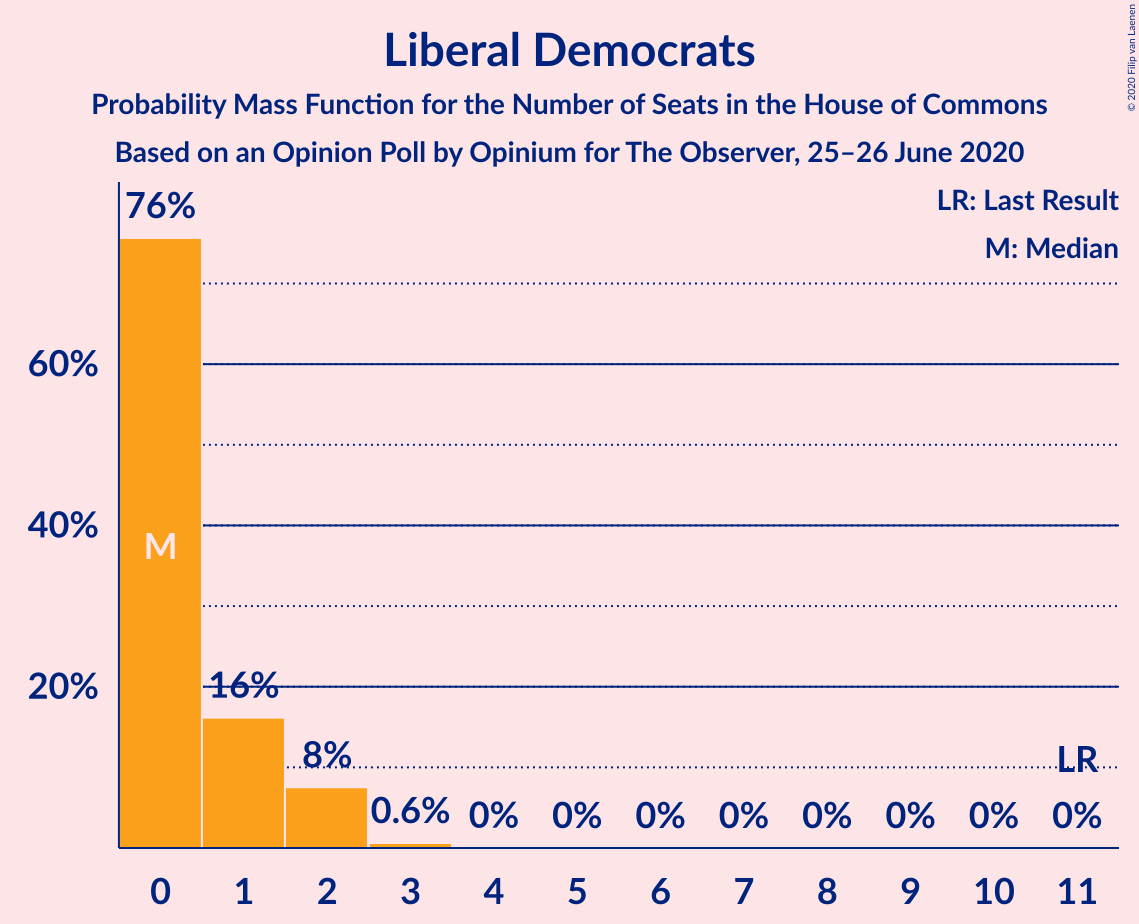 © 2020 Filip van Laenen
Liberal Democrats
Probability Mass Function for the Number of Seats in the House of Commons
Based on an Opinion Poll by Opinium for The Observer, 25–26 June 2020
LR: Last Result
M: Median
76%
60%
40%
M
20%
16%
8%
LR
0.6% 0% 0% 0% 0% 0% 0% 0% 0%
0 1 2 3 4 5 6 7 8 9 10 11